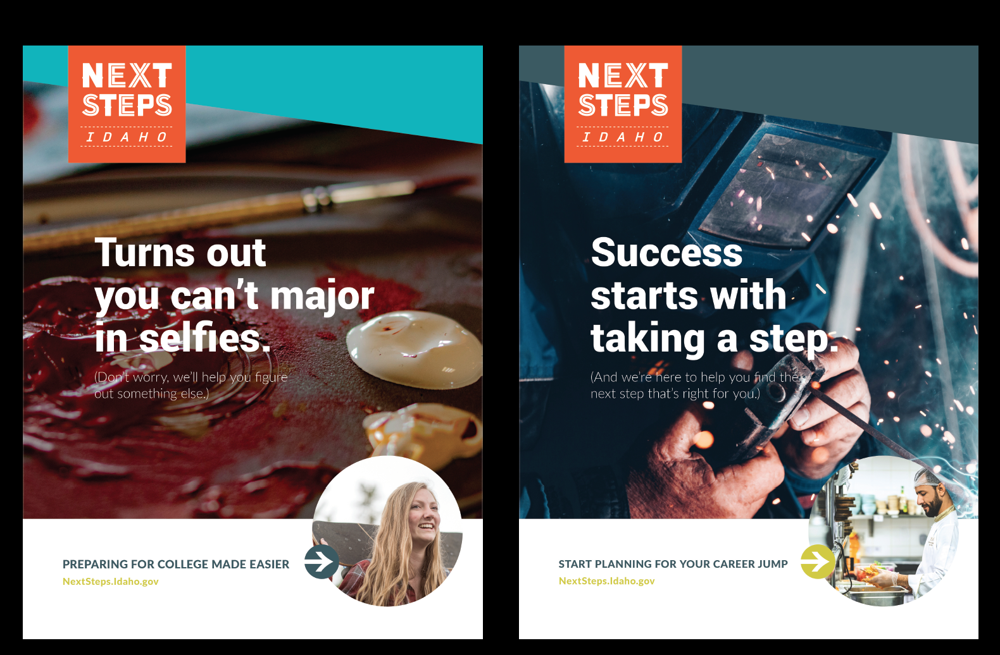 NEXT
STEPS
IDAHO
Turns out
you can't major
in selfies.
(Don't worry, we'll help you figure
out something else.)
PREPARING FOR COLLEGE MADE EASIER
NextSteps.Idaho.gov
NEXT
STEPS
IDAHO
Success
starts with
taking a step.
(And we're here to help you find the
next step that's right for you.)
START PLANNING FOR YOUR CAREER JUMP
NextSteps.Idaho.gov